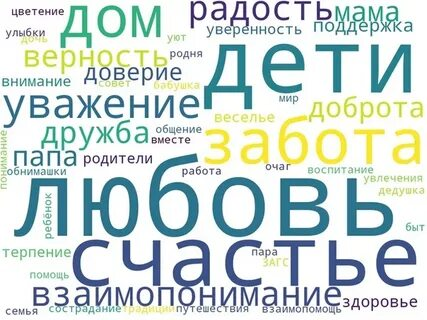 цветение
дом
радость
мама
улыбки
дочь
уют
уверенность
поддержка
верность
родня
дети
внимание
доверие
совет
бабушка
мир
уважение
веселье
доброта
дружба
общение
вместе
забота
понимание
папа
родители
очаг
воспитание
обнимашки
работа
увлечения
дедушка
любовь
ребёнок
быт
терпение
счастье
пара
ЗАГС
помощь
взаимопонимание
здоровье
семья
сострадание
традиции
путешествия
взаимопомощь